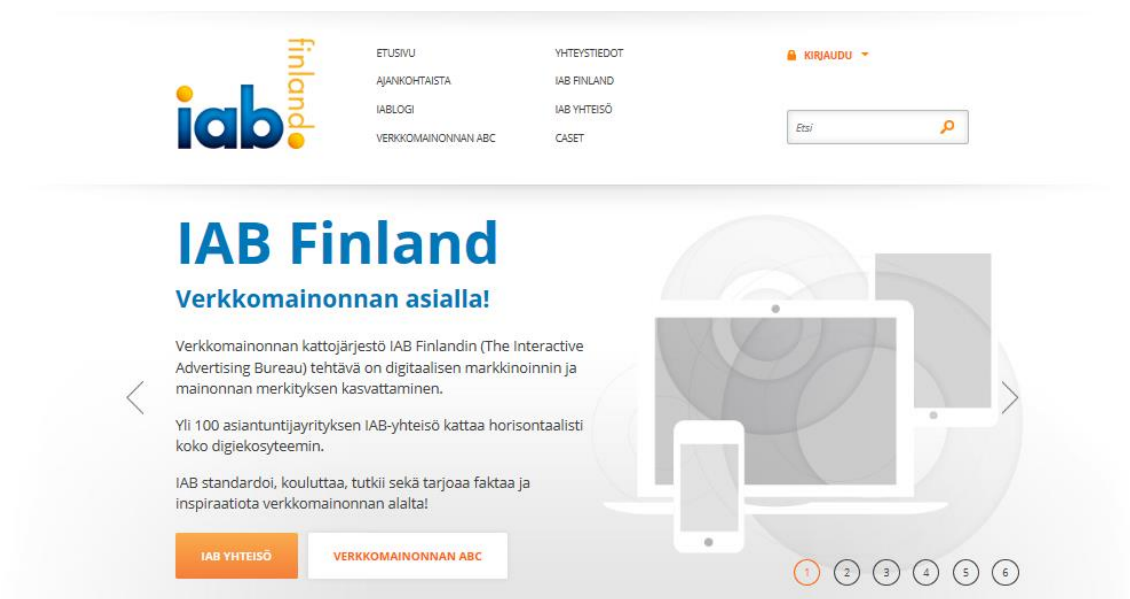 iab finland
ETUSIVU
AJANKOHTAISTA
IABLOGI
VERKKOMAINONNAN ABC
YHTEYSTIEDOT
IAB FINLAND
IAB YHTEISÖ
CASET
KIRJAUDU
Etsi
IAB Finland
Verkkomainonnan asialla!
Verkkomainonnan kattojärjestö IAB Finlandin (The Interactive
Advertising Bureau) tehtävä on digitaalisen markkinoinnin ja
mainonnan merkityksen kasvattaminen.
Yli 100 asiantuntijayrityksen IAB-yhteisö kattaa horisontaalisti
koko digiekosyteemin.
IAB standardoi, kouluttaa, tutkii sekä tarjoaa faktaa ja
inspiraatiota verkkomainonnan alalta!
IAB YHTEISÖ
VERKKOMAINONNAN ABC
1 2 3 4 5 6